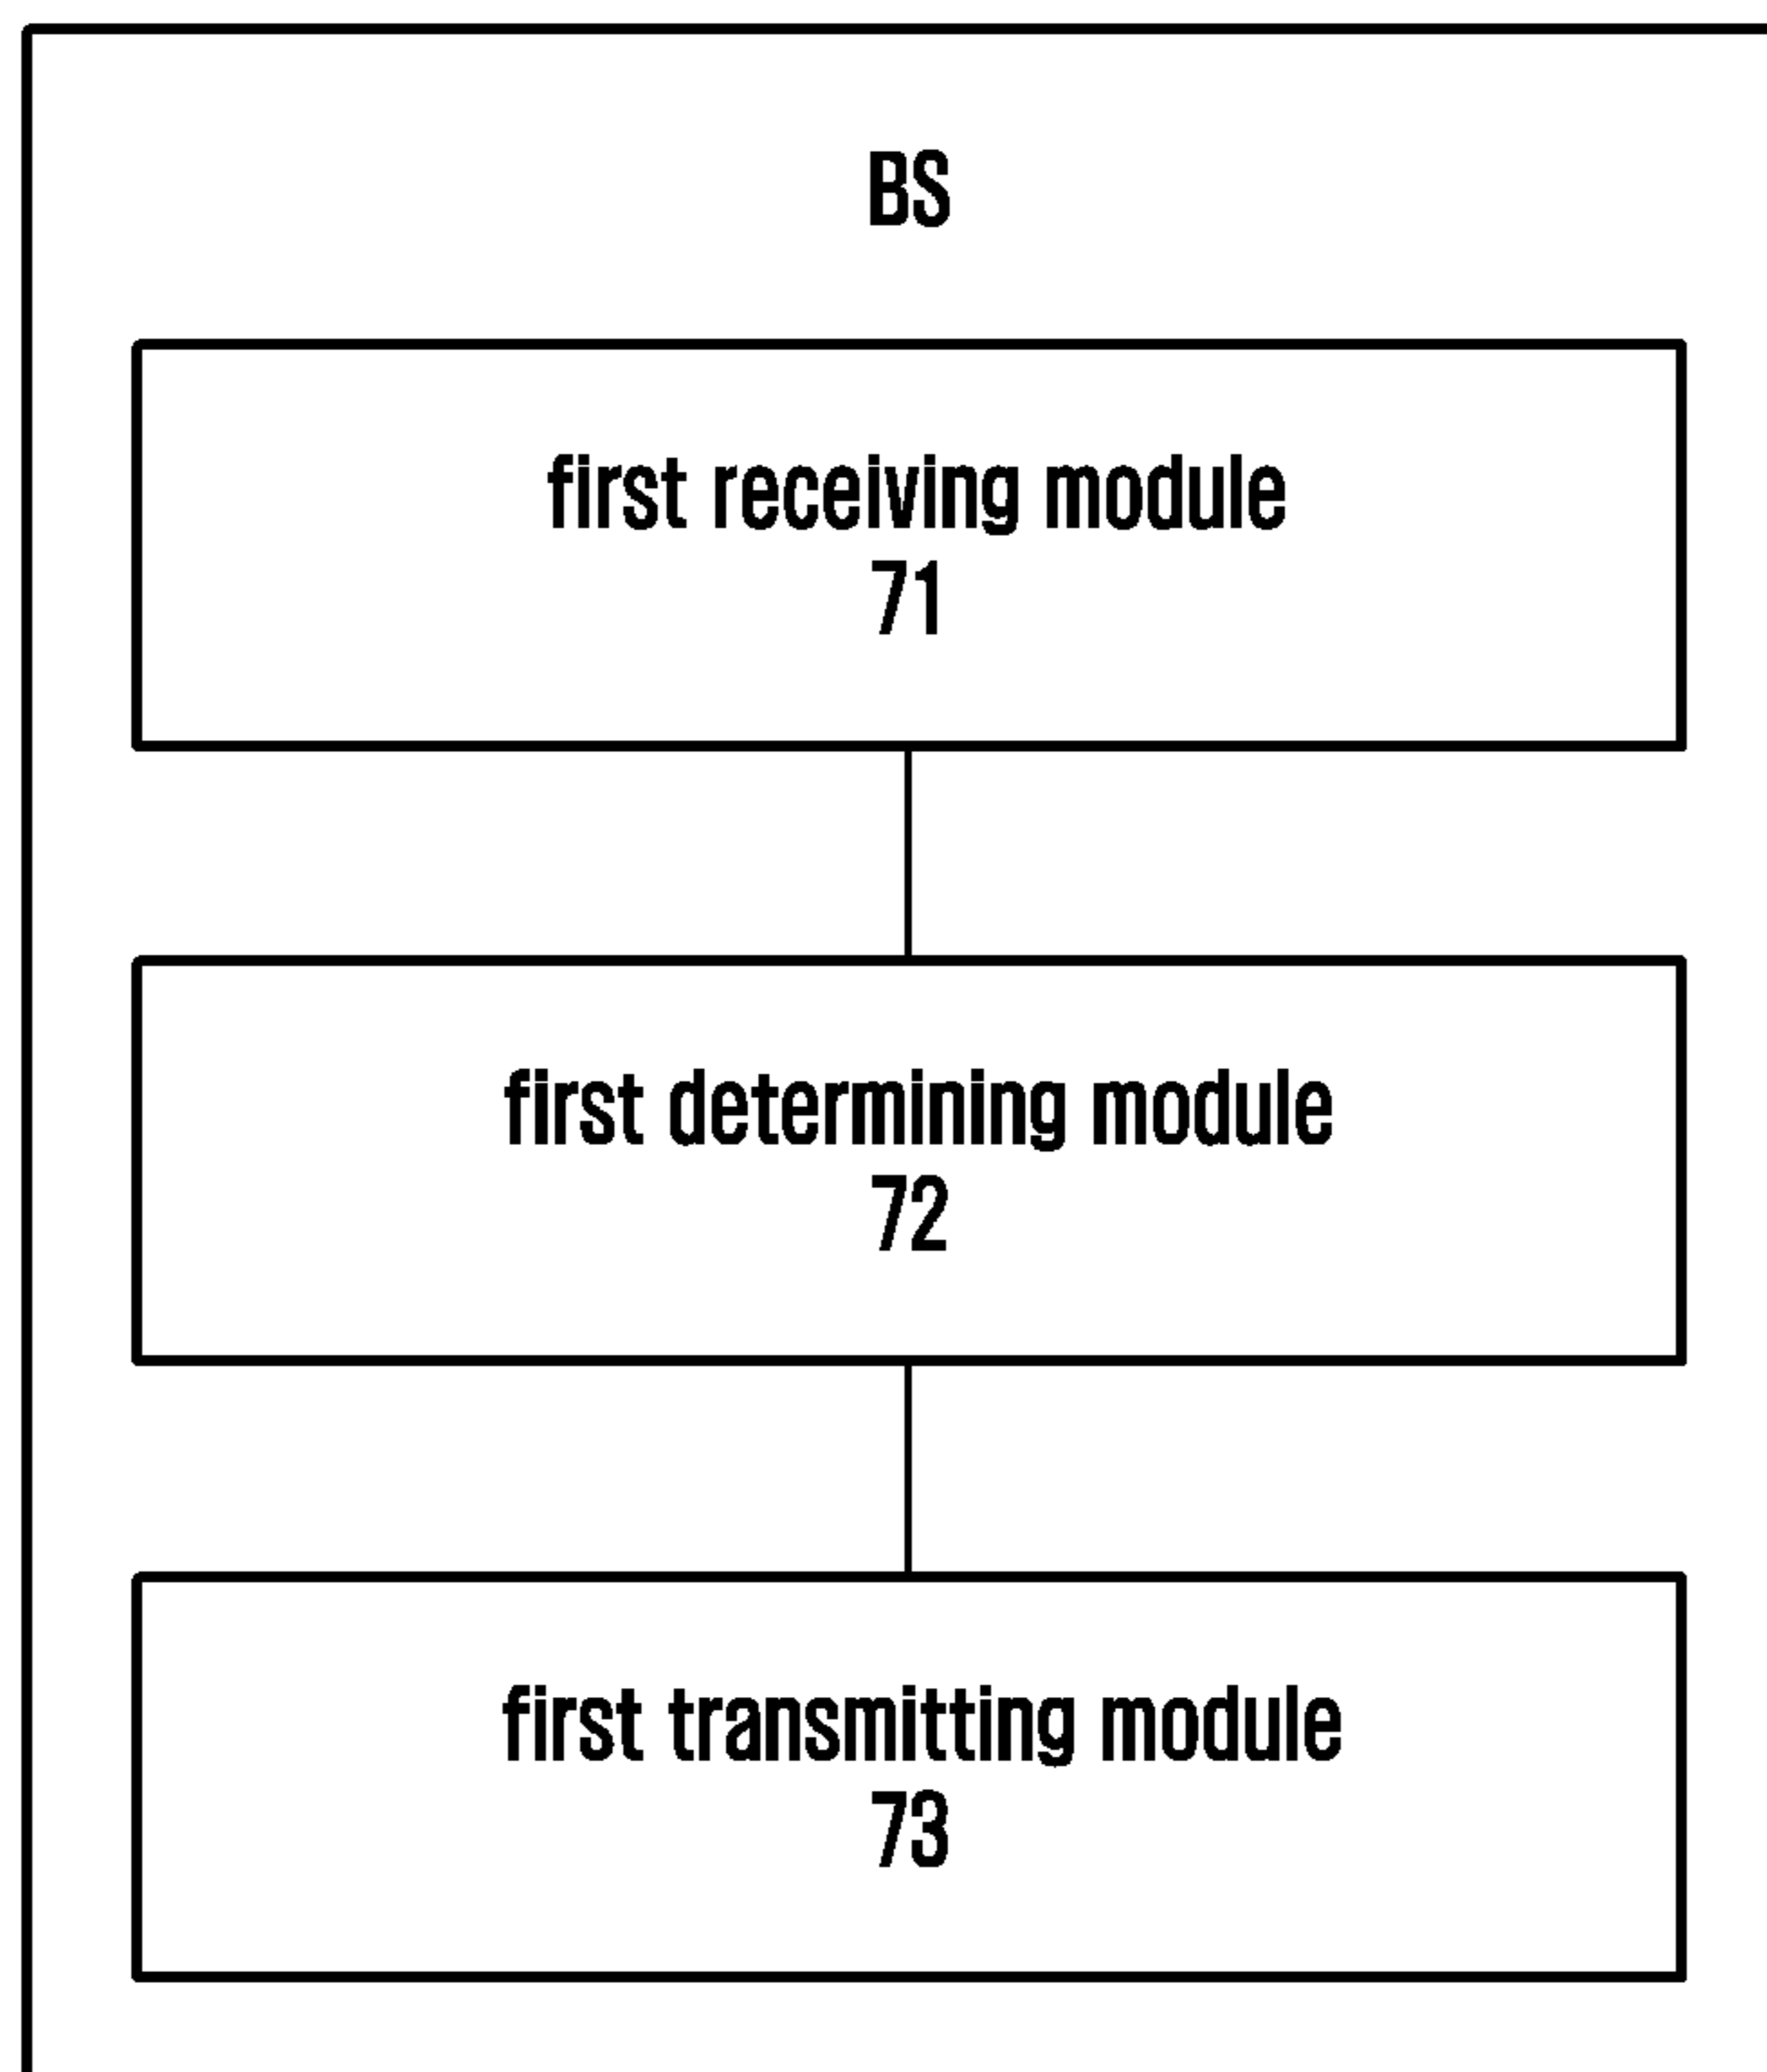 BS
first receiving module
71
first determining module
72
first transmitting module
73